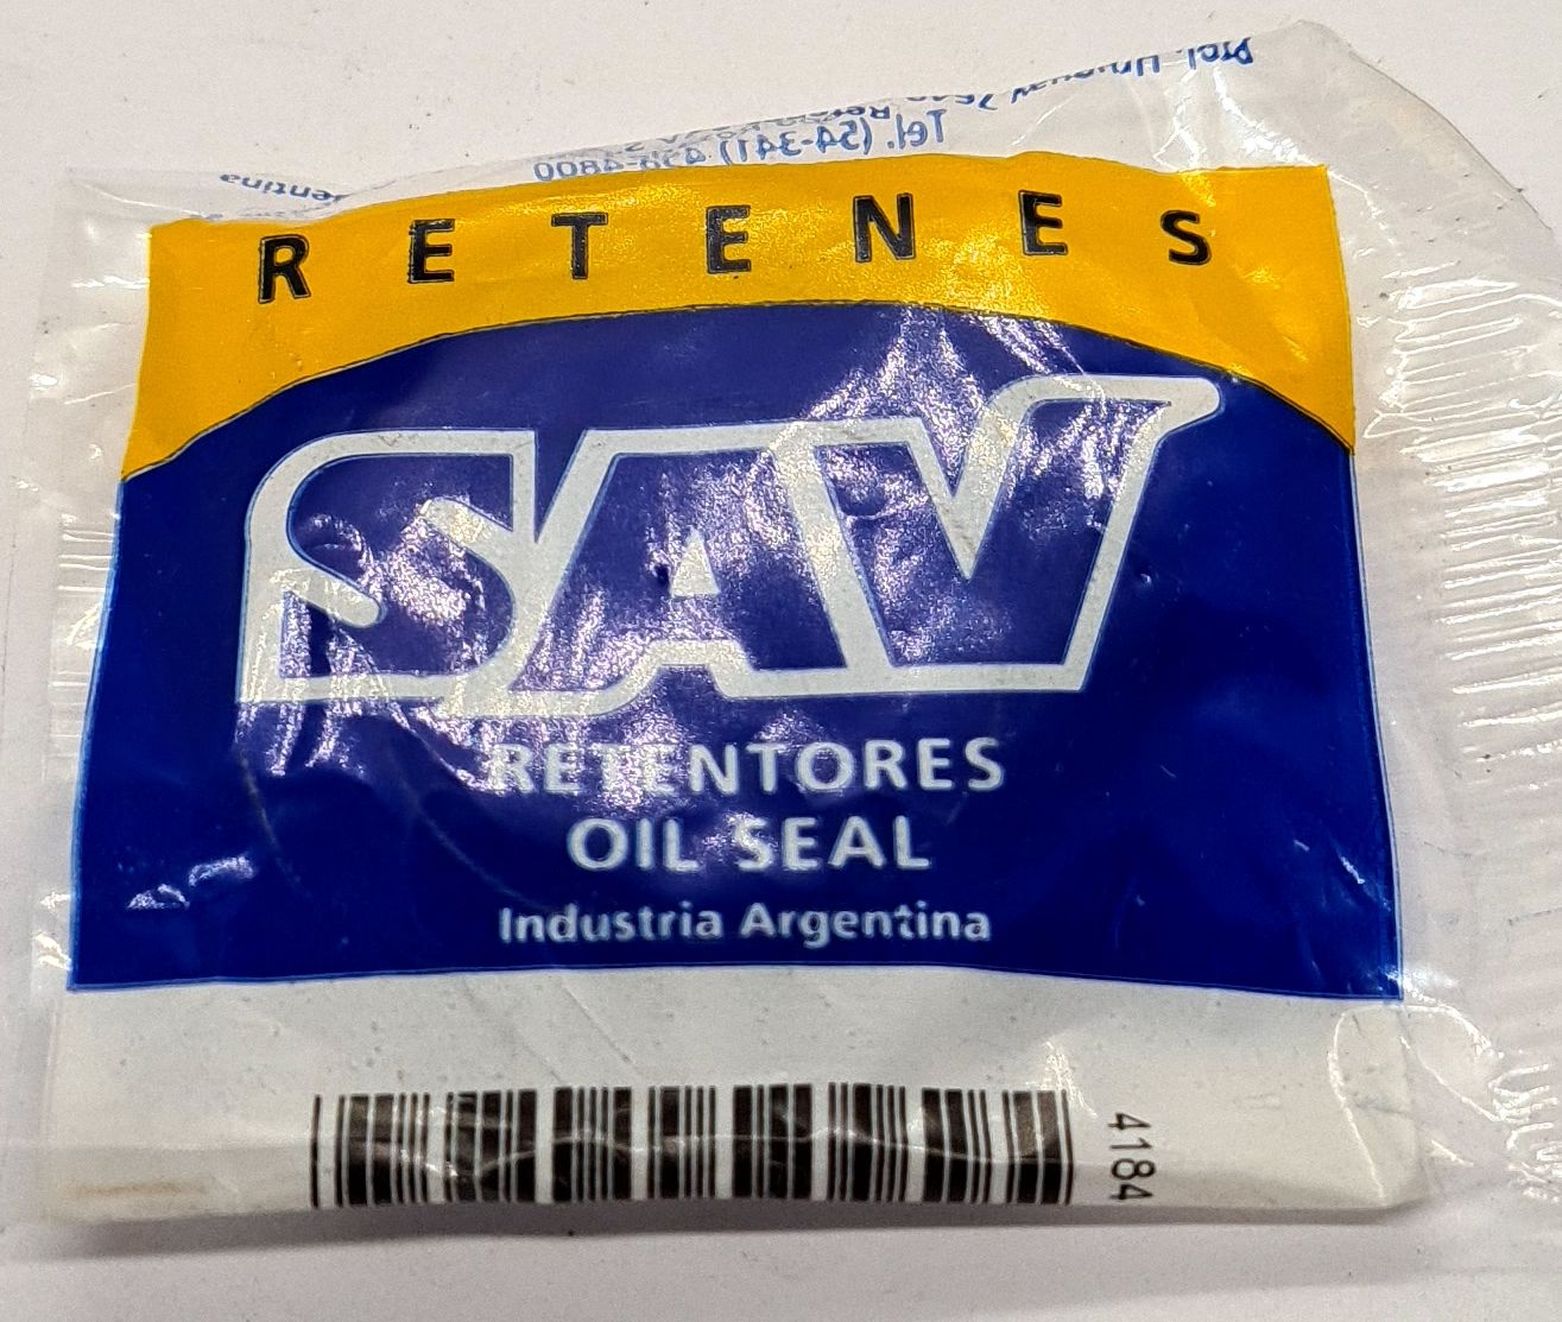 Tel. (54-341)
RETENES
SAV
RETENTORES
OIL SEAL
Industria Argentina
4184